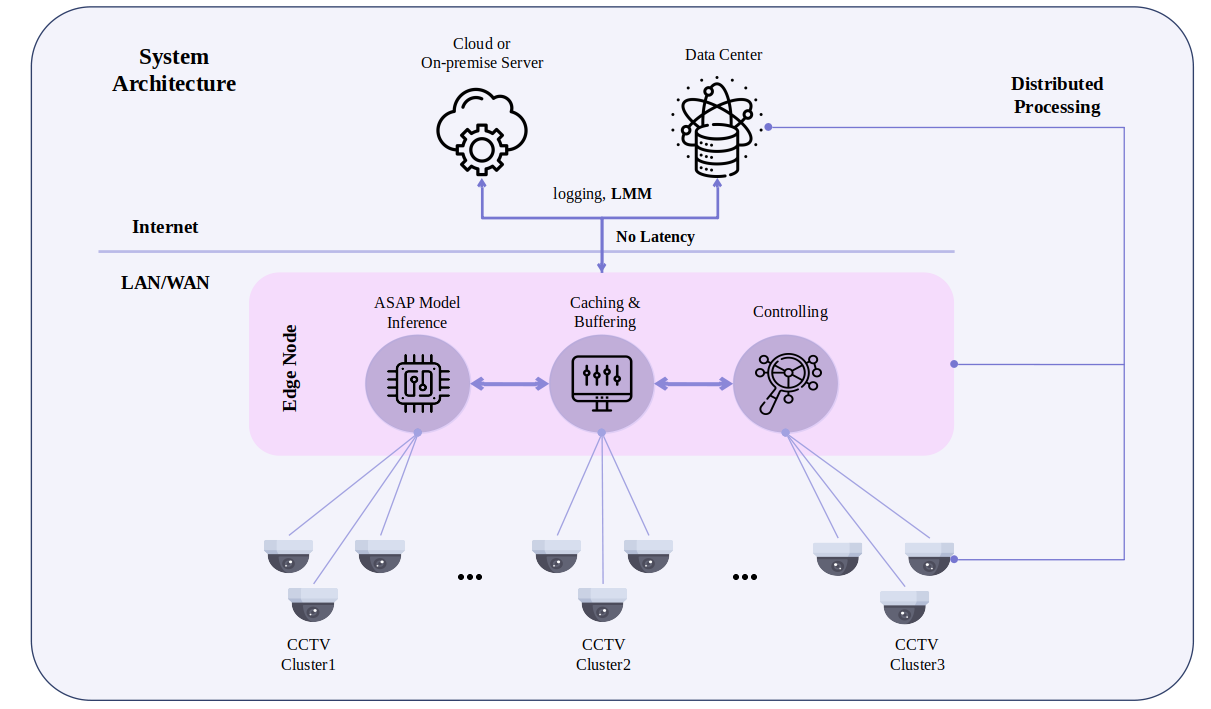 System
Architecture
Cloud or
On-premise Server
Data Center
Distributed
Processing
logging, LMM
No Latency
Internet
LAN/WAN
Edge Node
ASAP Model
Inference
Caching &
Buffering
Controlling
CCTV
Cluster1
CCTV
Cluster2
CCTV
Cluster3